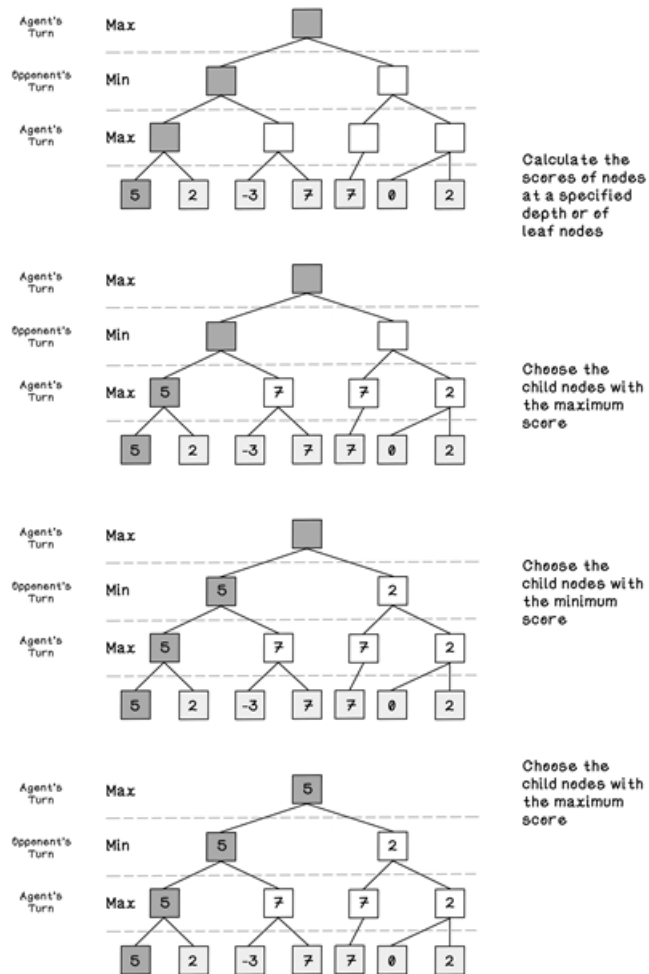 Agent's
Turn
Max
Opponent's
Turn
Min
Agent's
Turn
Max
5 2 -3 7 7 0 2
Calculate the
scores of nodes
at a specified
depth or of
leaf nodes
Agent's
Turn
Max
Opponent's
Turn
Min
Agent's
Turn
Max 5 7 7 2
5 2 -3 7 7 0 2
Choose the
child nodes with
the maximum
score
Agent's
Turn
Max
Opponent's
Turn
Min 5 2
Agent's
Turn
Max 5 7 7 2
5 2 -3 7 7 0 2
Choose the
child nodes with
the minimum
score
Agent's
Turn
Max 5
Opponent's
Turn
Min 5 2
Agent's
Turn
Max 5 7 7 2
5 2 -3 7 7 0 2
Choose the
child nodes with
the maximum
score